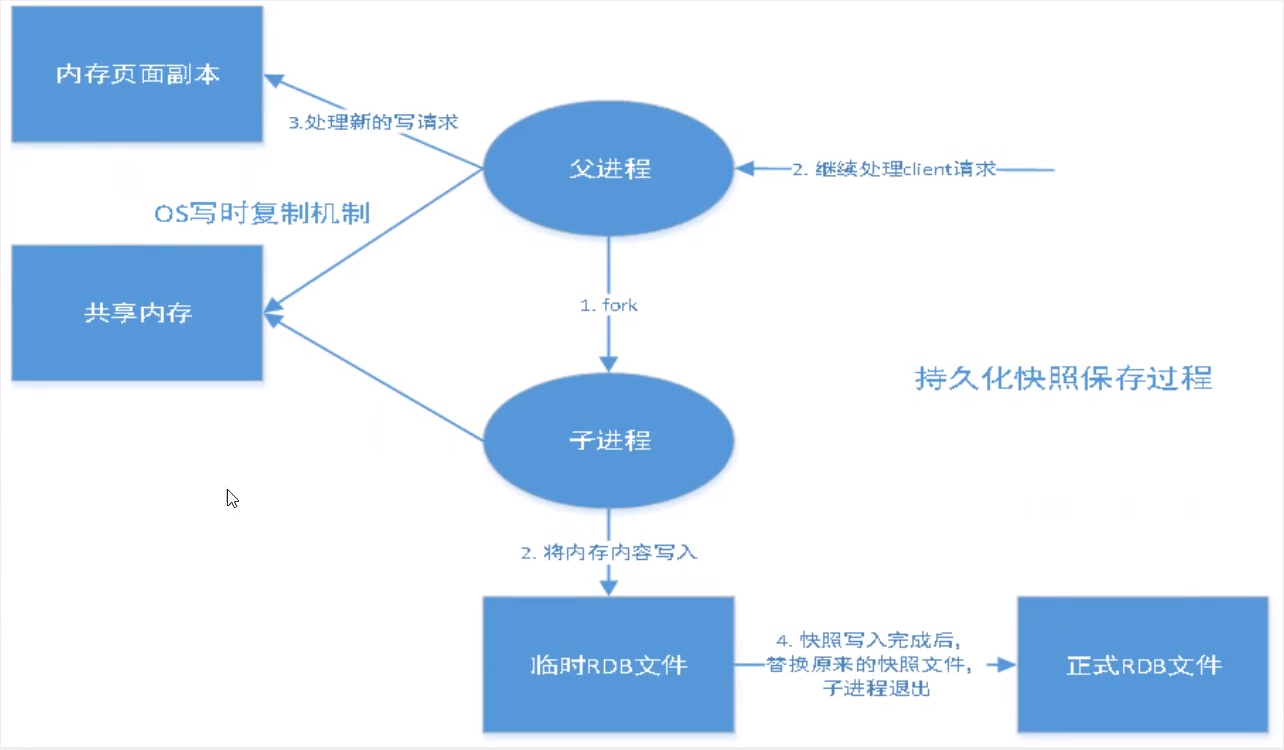 内存页面副本
3.处理新的写请求
父进程
2. 继续处理client请求
OS写时复制机制
共享内存
1. fork
持久化快照保存过程
子进程
2. 将内存内容写入
临时RDB文件
4. 快照写入完成后,
替换原来的快照文件,
子进程退出
正式RDB文件